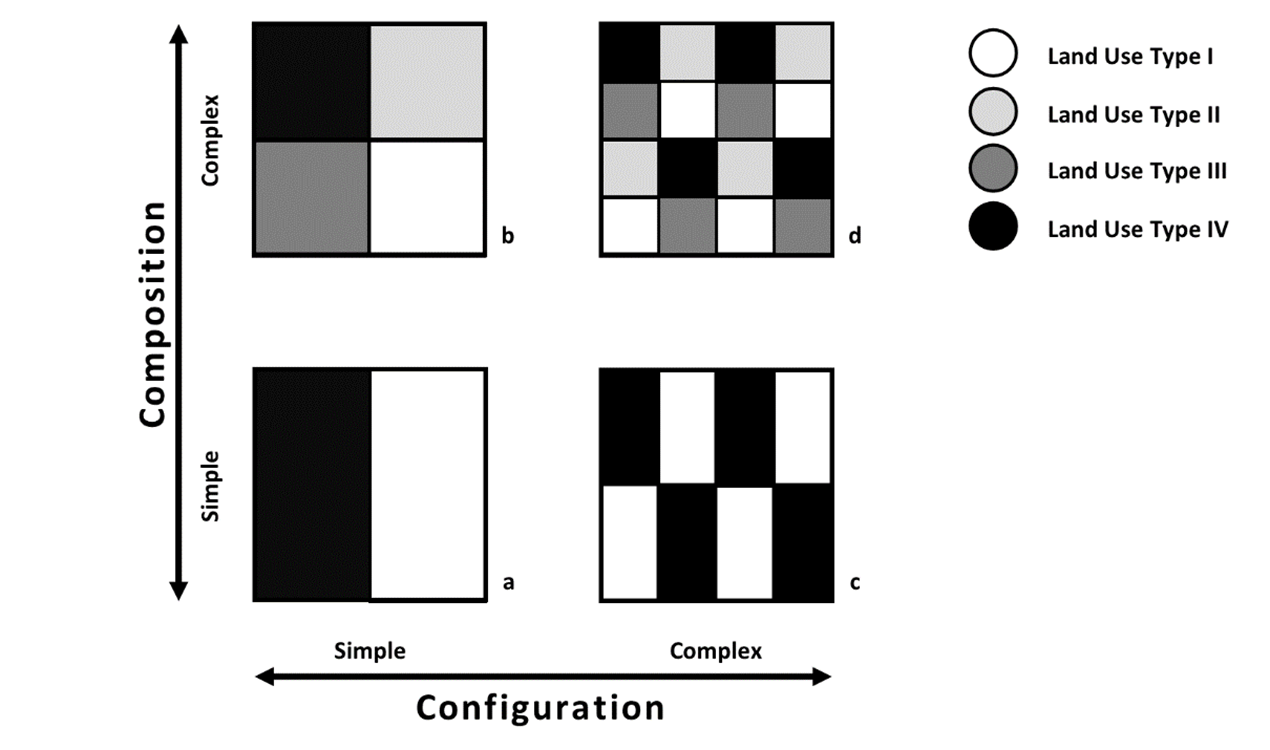 Composition
Complex
Simple
b
d
a
c
Simple
Complex
Configuration
Land Use Type I
Land Use Type II
Land Use Type III
Land Use Type IV